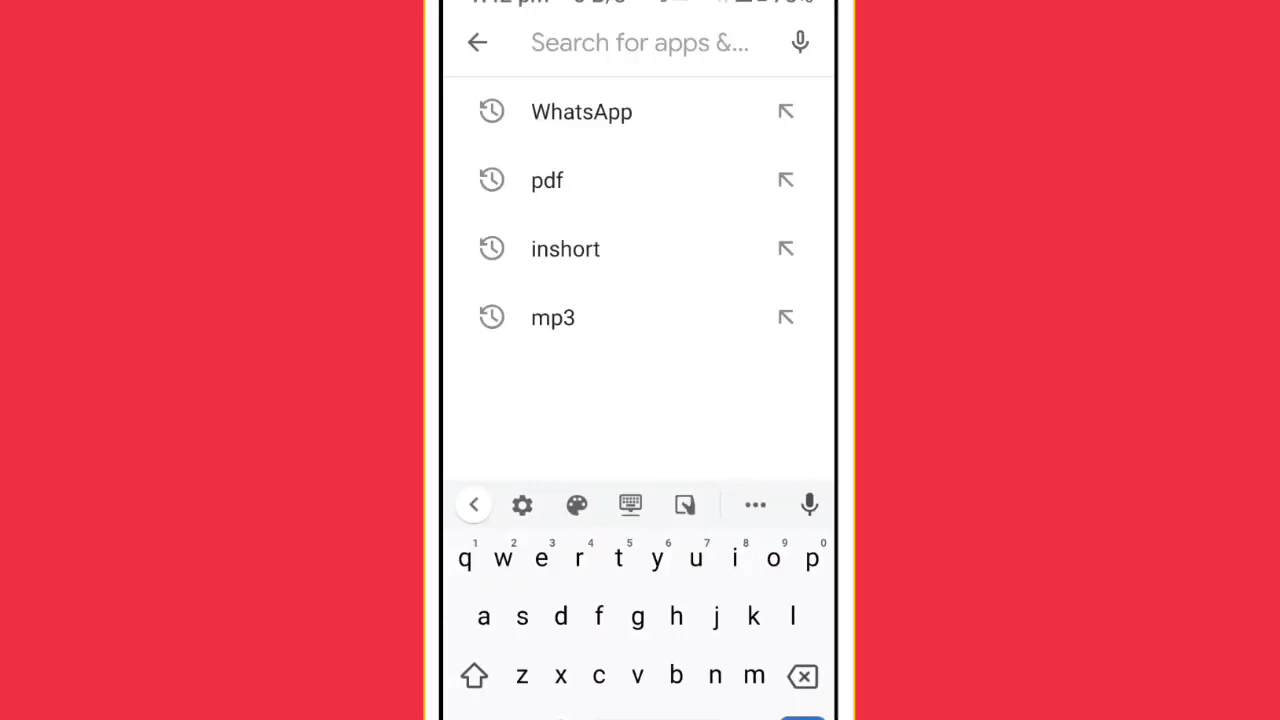 Search for apps &...
WhatsApp
pdf
inshort
mp3
1 2 3 4 5 6 7 8 9 0
q w e r t y u i o p
a s d f g h j k l
z x c v b n m